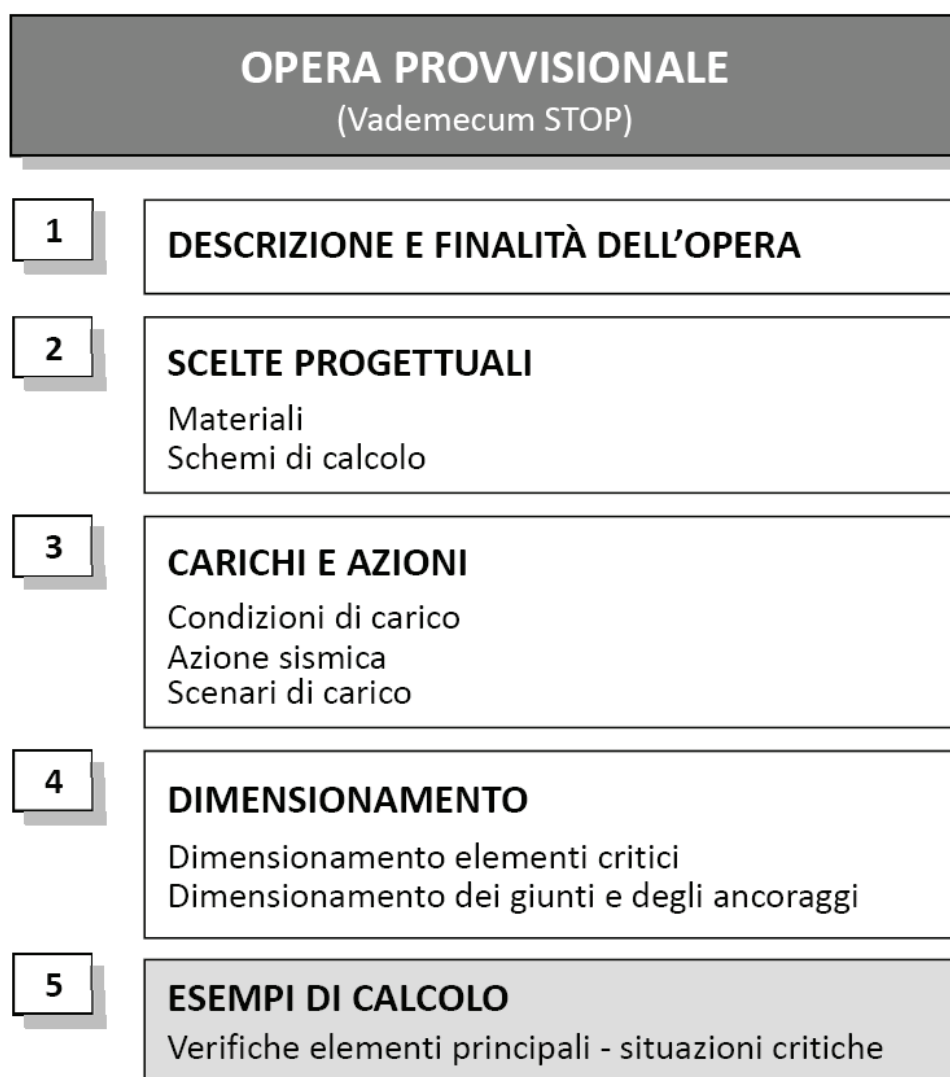 OPERA PROVVISIONALE
(Vademecum STOP)
1
DESCRIZIONE E FINALITÀ DELL'OPERA
2
SCELTE PROGETTUALI
Materiali
Schemi di calcolo
3
CARICHI E AZIONI
Condizioni di carico
Azione sismica
Scenari di carico
4
DIMENSIONAMENTO
Dimensionamento elementi critici
Dimensionamento dei giunti e degli ancoraggi
5
ESEMPI DI CALCOLO
Verifiche elementi principali - situazioni critiche